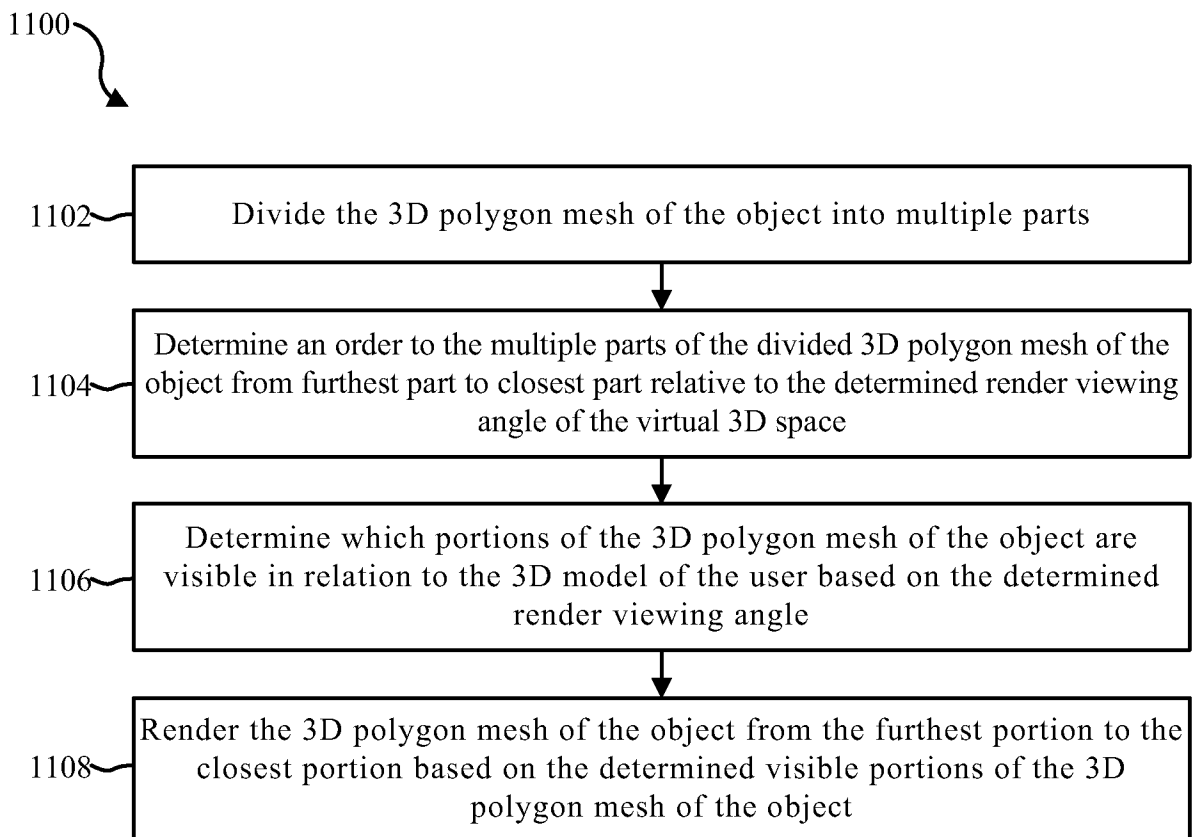 1100
1102
Divide the 3D polygon mesh of the object into multiple parts
1104
Determine an order to the multiple parts of the divided 3D polygon mesh of the
object from furthest part to closest part relative to the determined render viewing
angle of the virtual 3D space
1106
Determine which portions of the 3D polygon mesh of the object are
visible in relation to the 3D model of the user based on the determined
render viewing angle
1108
Render the 3D polygon mesh of the object from the furthest portion to the
closest portion based on the determined visible portions of the 3D
polygon mesh of the object